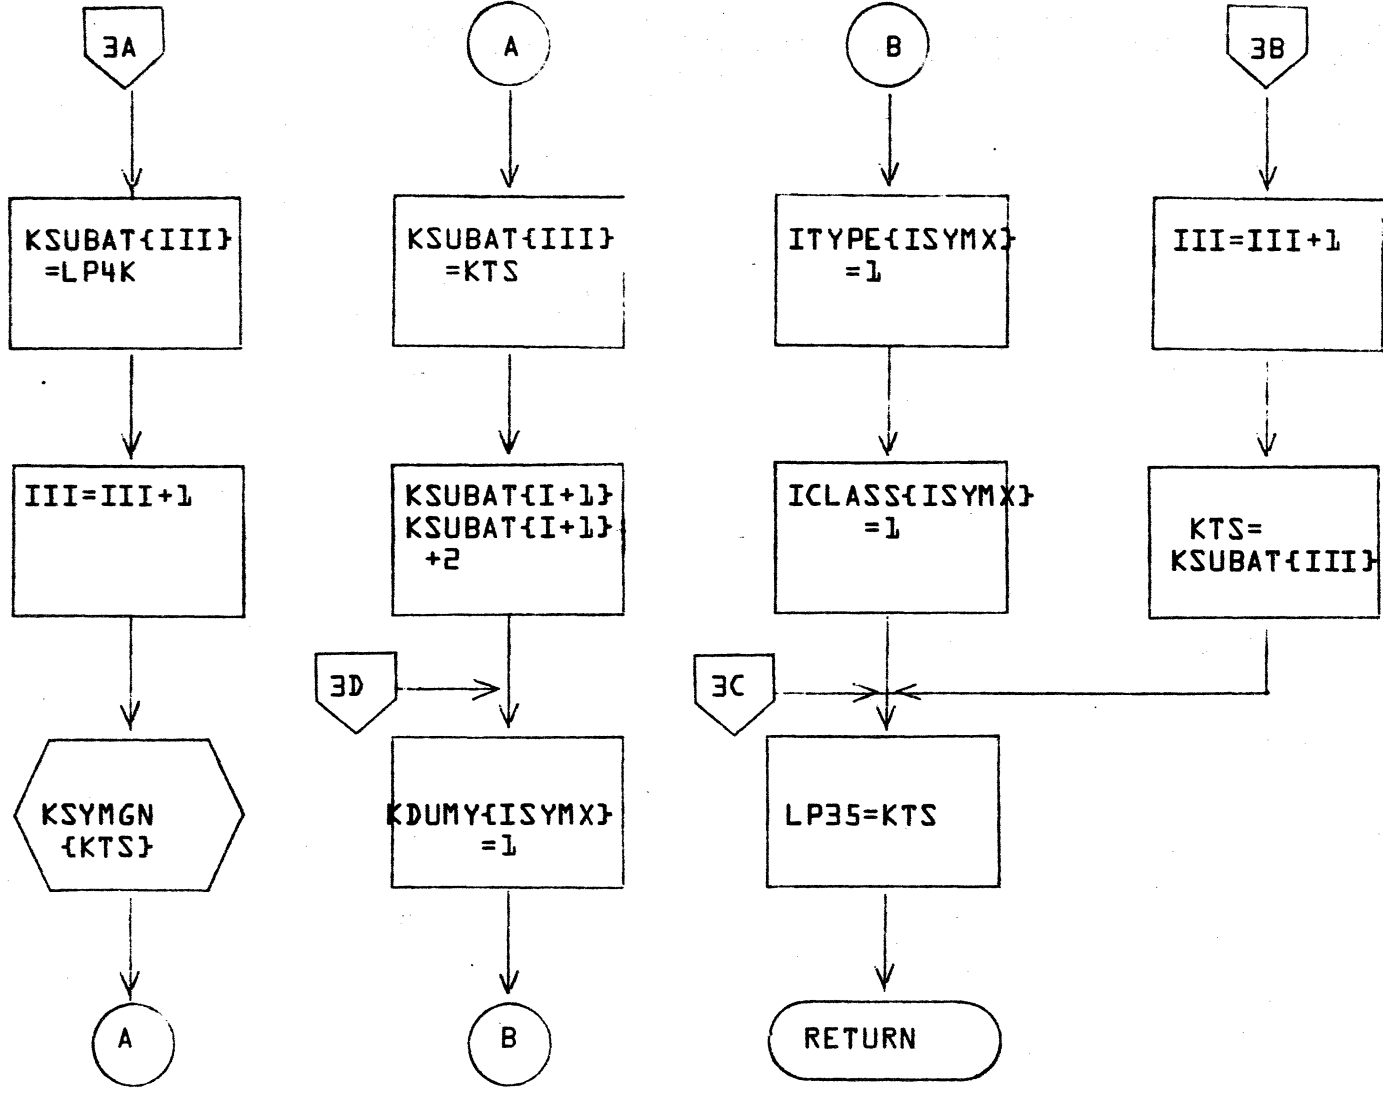 3A
KSUBAT{III}
=LP4K
III=III+1
KSYMGN
{KTS}
A
A
KSUBAT{III}
=KTS
KSUBAT{I+1}
KSUBAT{I+1}
+2
3D
KDUMY{ISYMX}
=1
B
B
ITYPE{ISYMX}
=1
ICLASS{ISYMX}
=1
3C
LP35=KTS
RETURN
3B
III=III+1
KTS=
KSUBAT{III}